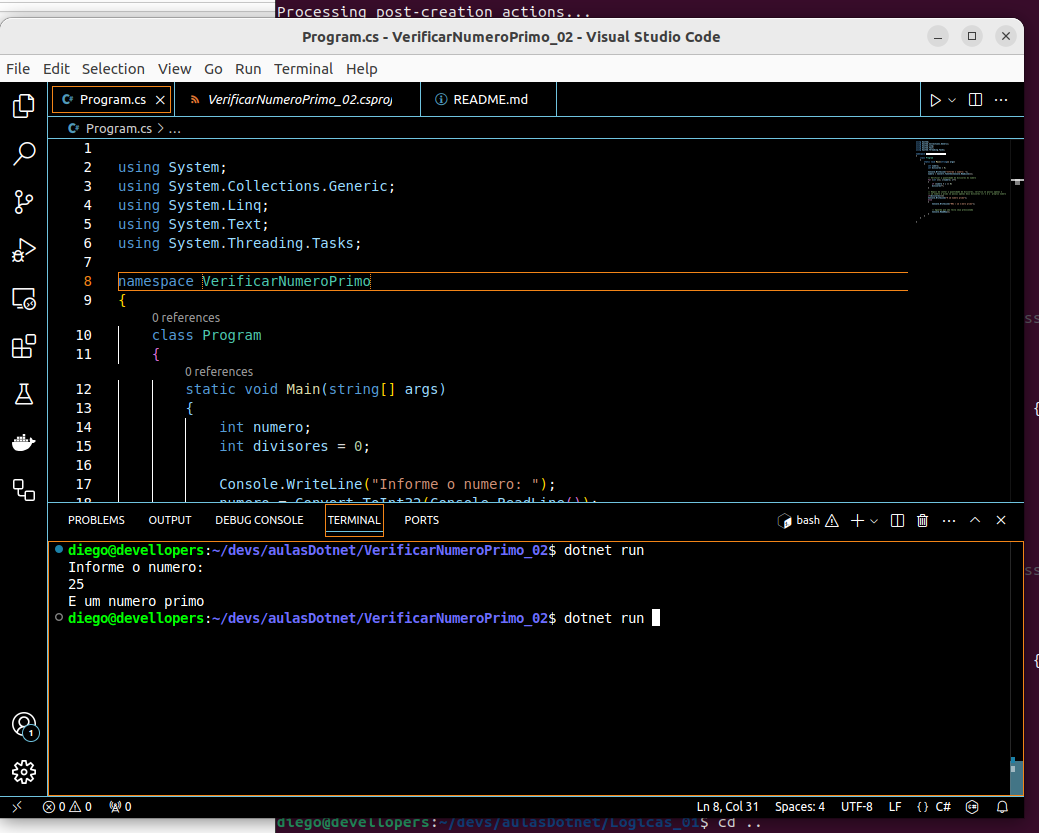 Processing post-creation actions...
Program.cs - VerificarNumeroPrimo_02 - Visual Studio Code
File Edit Selection View Go Run Terminal Help
C# Program.cs VerificarNumeroPrimo_02.csproj README.md
C# Program.cs > ...
1
2 using System;
3 using System.Collections.Generic;
4 using System.Linq;
5 using System.Text;
6 using System.Threading.Tasks;
7
8 namespace VerificarNumeroPrimo
9 {
0 references
10 class Program
11 {
0 references
12 static void Main(string[] args)
13 {
14 int numero;
15 int divisores = 0;
16
17 Console.WriteLine("Informe o numero: ");
18 numero = Convert.ToInt32(Console.ReadLine());
PROBLEMS OUTPUT DEBUG CONSOLE TERMINAL PORTS bash
diego@devellopers:~/devs/aulasDotnet/VerificarNumeroPrimo_02$ dotnet run
Informe o numero:
25
E um numero primo
diego@devellopers:~/devs/aulasDotnet/VerificarNumeroPrimo_02$ dotnet run
1
0 0 0 Ln 8, Col 31 Spaces: 4 UTF-8 LF {} C#
diego@devellopers:~/devs/aulasDotnet/Logicas_01$ cd ..